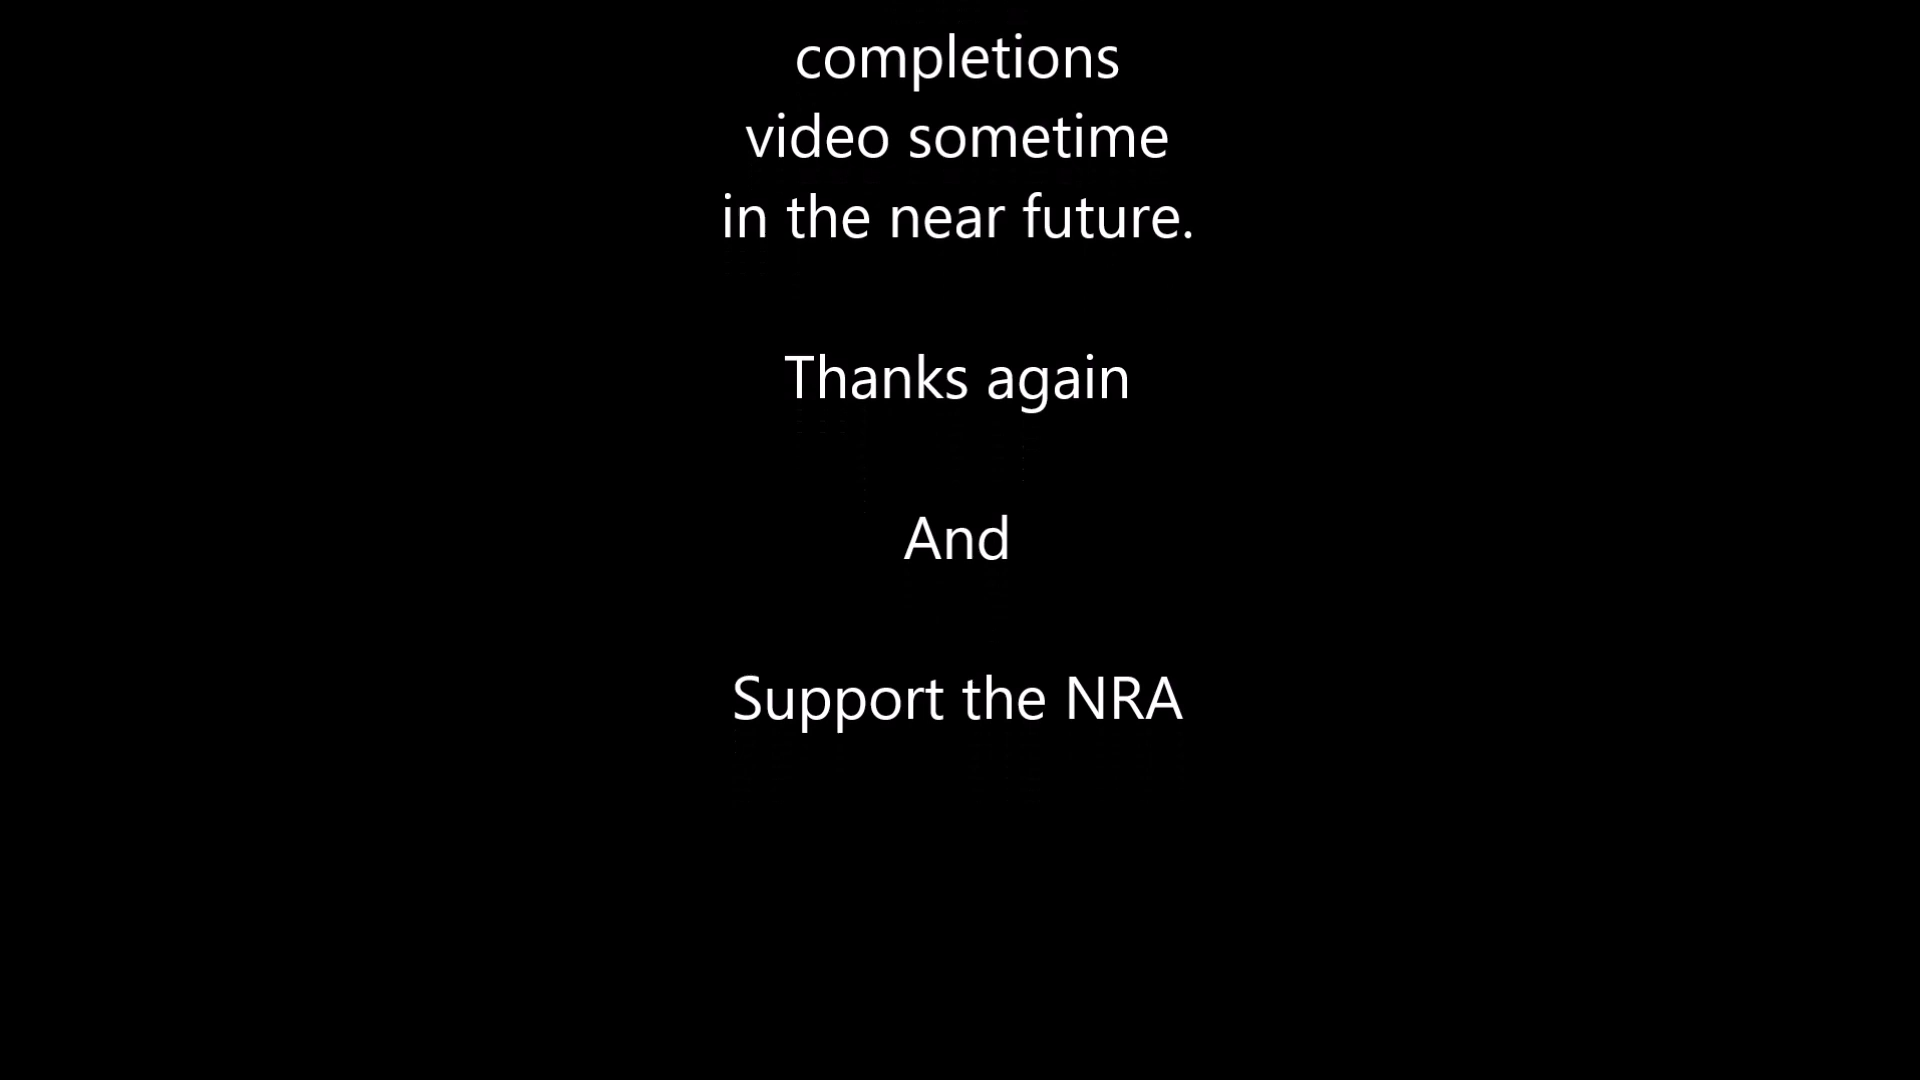 completions
video sometime
in the near future.
Thanks again
And
Support the NRA